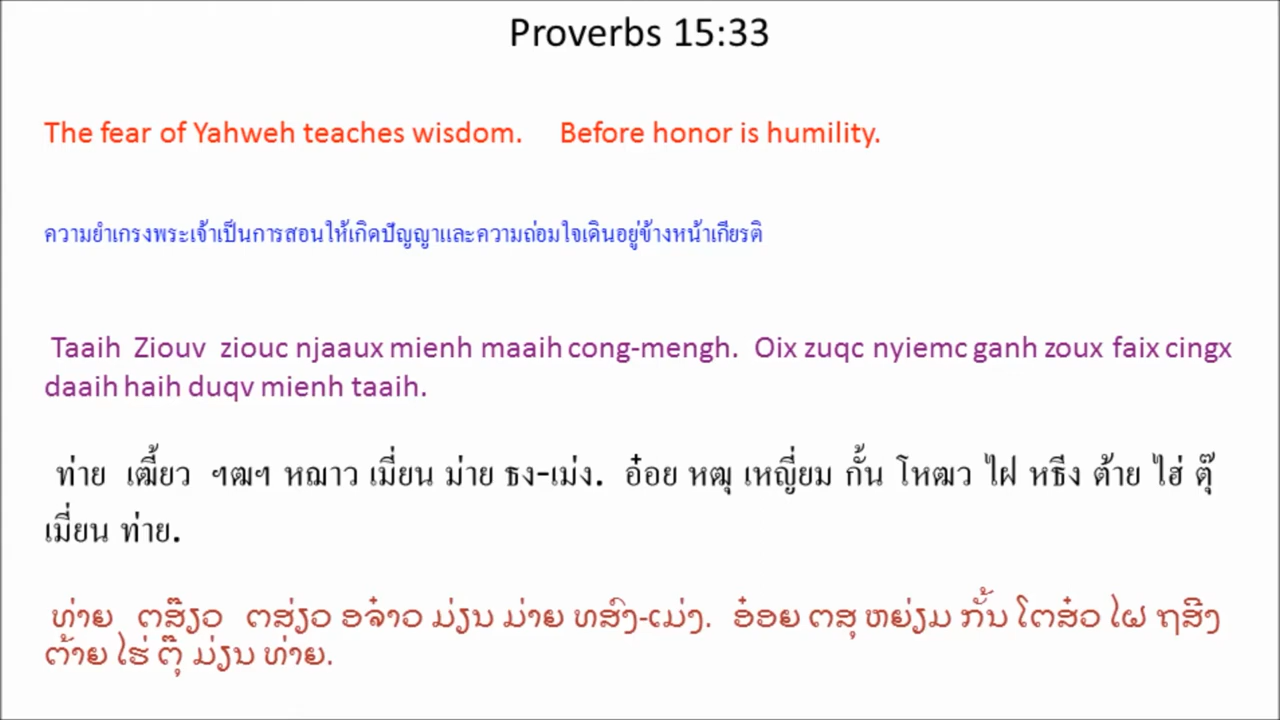 Proverbs 15:33
The fear of Yahweh teaches wisdom. Before honor is humility.
ความยำเกรงพระเจ้าเป็นการสอนให้เกิดปัญญาและความถ่อมใจเดินอยู่ข้างหน้าเกียรติ
Taaih Ziouv ziouc njaaux mienh maaih cong-mengh. Oix zuqc nyiemc ganh zoux faix cingx
daaih haih duqv mienh taaih.
ท่าย เฒี้ยว ฯฒฯ หฌาว เมี่ยน ม่าย ธง-เม่ง. อ๋อย หฒุ เหญี่ยม กั้น โหฒว ไฝ หธีง ต้าย ไฮ่ ตุ๊
เมี่ยน ท่าย.
ທ່າຍ ຕສ໊ຽວ ຕສ່ຽວ ອລ໋າວ ມ່ຽນ ມ່າຍ ທສົງ-ເມ່ງ. ອ໋ອຍ ຕສຸ ຫຍ່ຽມ ກັ້ນ ໂຕສ໋ວ ໄຝ ຖສີງ
ຕ້າຍ ໄຮ່ ຕຸ໊ ມ່ຽນ ທ່າຍ.